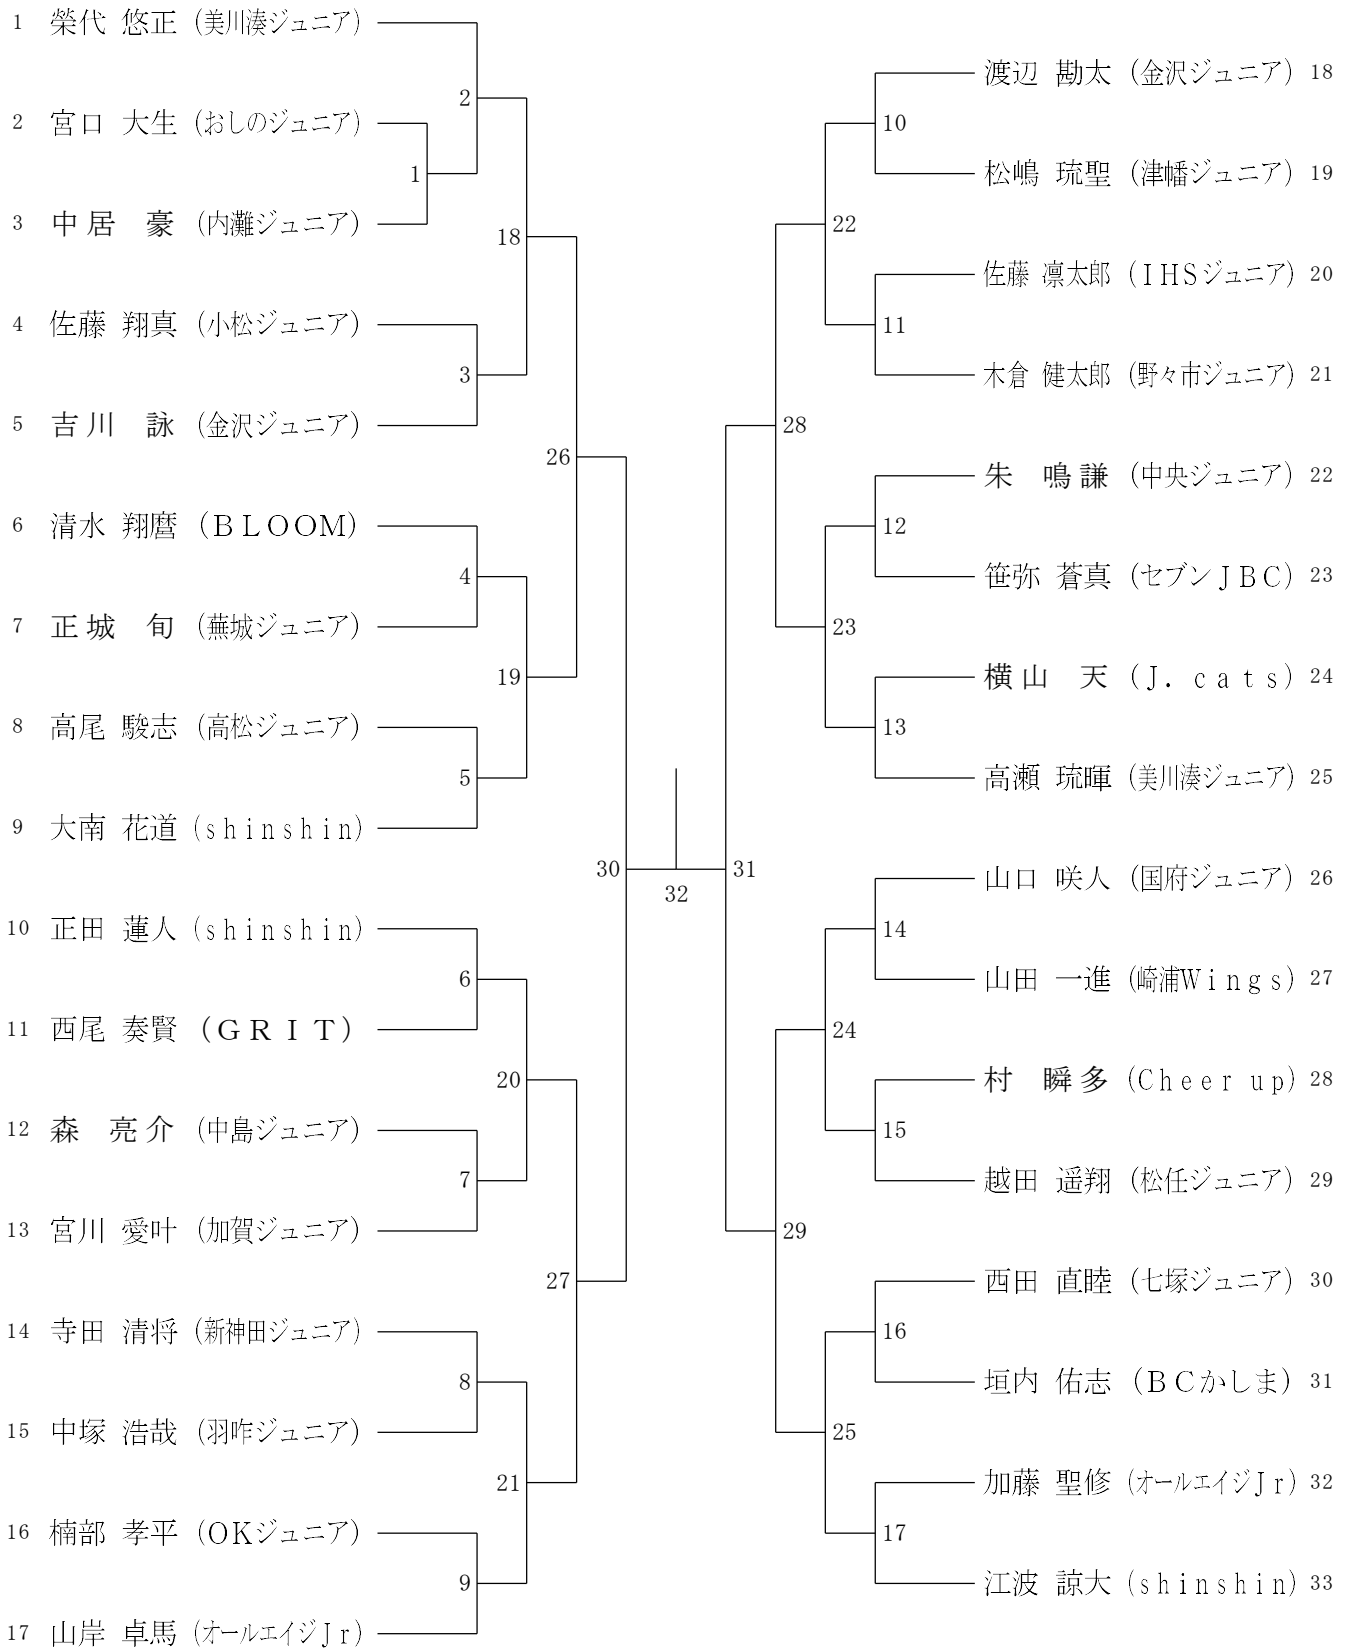 1 榮代 悠正 (美川湊ジュニア)
2 宮口 大生 (おしのジュニア)
3 中居 豪 (内灘ジュニア)
4 佐藤 翔真 (小松ジュニア)
5 吉川 詠 (金沢ジュニア)
6 清水 翔麿 (ＢＬＯＯＭ)
7 正城 旬 (蕪城ジュニア)
8 高尾 駿志 (高松ジュニア)
9 大南 花道 (ｓｈｉｎｓｈｉｎ)
10 正田 蓮人 (ｓｈｉｎｓｈｉｎ)
11 西尾 奏賢 (ＧＲＩＴ)
12 森 亮介 (中島ジュニア)
13 宮川 愛叶 (加賀ジュニア)
14 寺田 清将 (新神田ジュニア)
15 中塚 浩哉 (羽咋ジュニア)
16 楠部 孝平 (OKジュニア)
17 山岸 卓馬 (オールエイジＪｒ)
1
2
3
4
5
6
7
8
9
18
19
20
21
26
27
30
32
31
28
29
22
23
24
25
10
11
12
13
14
15
16
17
渡辺 勘太 (金沢ジュニア) 18
松嶋 琉聖 (津幡ジュニア) 19
佐藤 凛太郎 (ＩＨＳジュニア) 20
木倉 健太郎 (野々市ジュニア) 21
朱 鳴謙 (中央ジュニア) 22
笹弥 蒼真 (セブンＪＢＣ) 23
横山 天 (Ｊ．ｃａｔｓ) 24
高瀬 琉暉 (美川湊ジュニア) 25
山口 咲人 (国府ジュニア) 26
山田 一進 (崎浦Ｗｉｎｇｓ) 27
村 瞬多 (Ｃｈｅｅｒ ｕｐ) 28
越田 遥翔 (松任ジュニア) 29
西田 直睦 (七塚ジュニア) 30
垣内 佑志 (ＢＣかしま) 31
加藤 聖修 (オールエイジＪｒ) 32
江波 諒大 (ｓｈｉｎｓｈｉｎ) 33